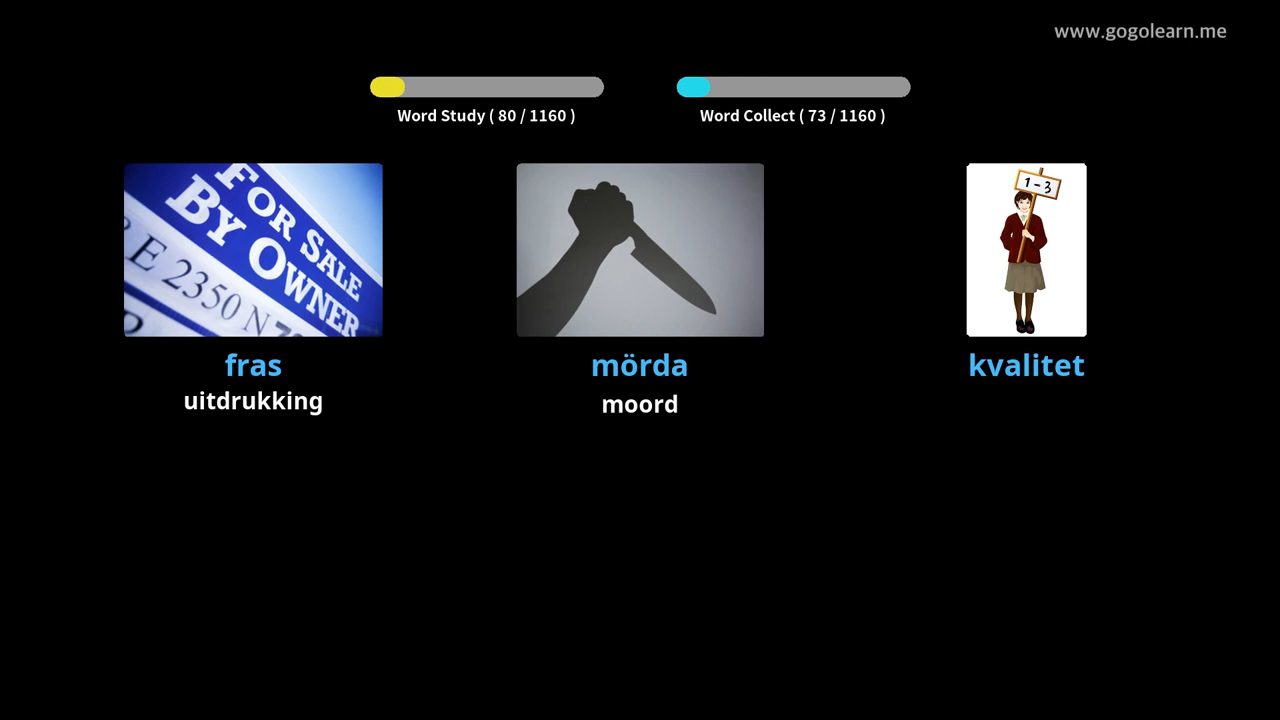 www.gogolearn.me
Word Study ( 80 / 1160 )
Word Collect ( 73 / 1160 )
FOR SALE
BY OWNER
E 2350 N
1 - 3
fras
mörda
kvalitet
uitdrukking
moord